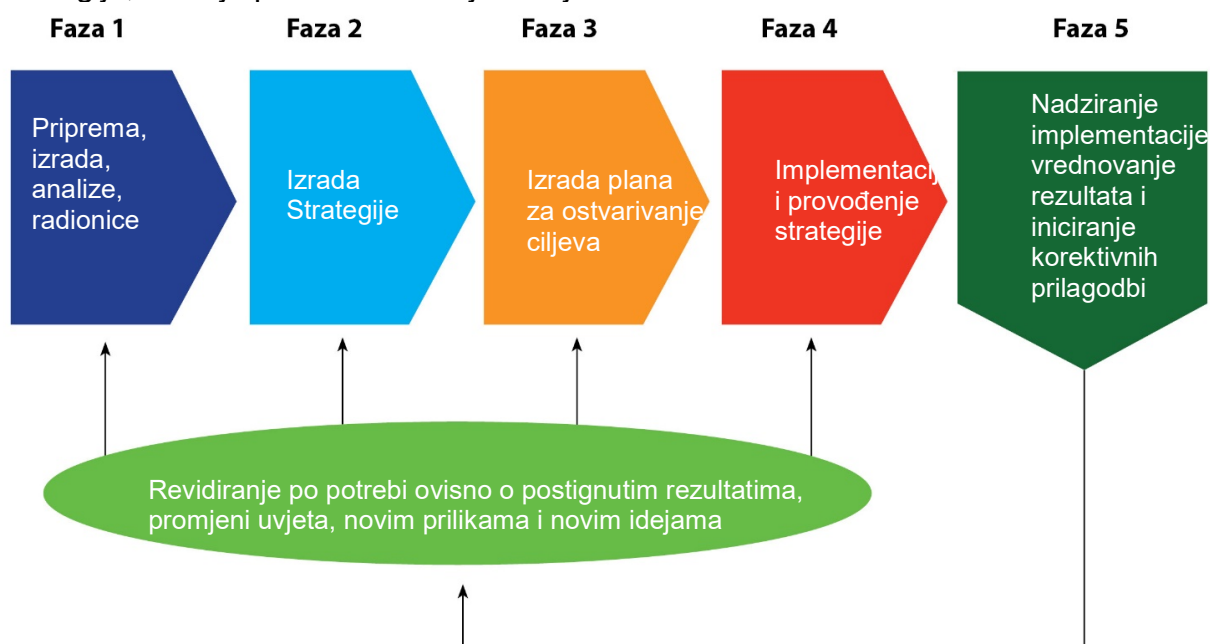 Faza 1
Faza 2
Faza 3
Faza 4
Faza 5
Priprema,
izrada,
analize,
radionice
Izrada
Strategije
Izrada plana
za ostvarivanje
ciljeva
Implementacij
i provođenje
strategije
Nadziranje
implementacije
vrednovanje
rezultata i
iniciranje
korektivnih
prilagodbi
Revidiranje po potrebi ovisno o postignutim rezultatima,
promjeni uvjeta, novim prilikama i novim idejama